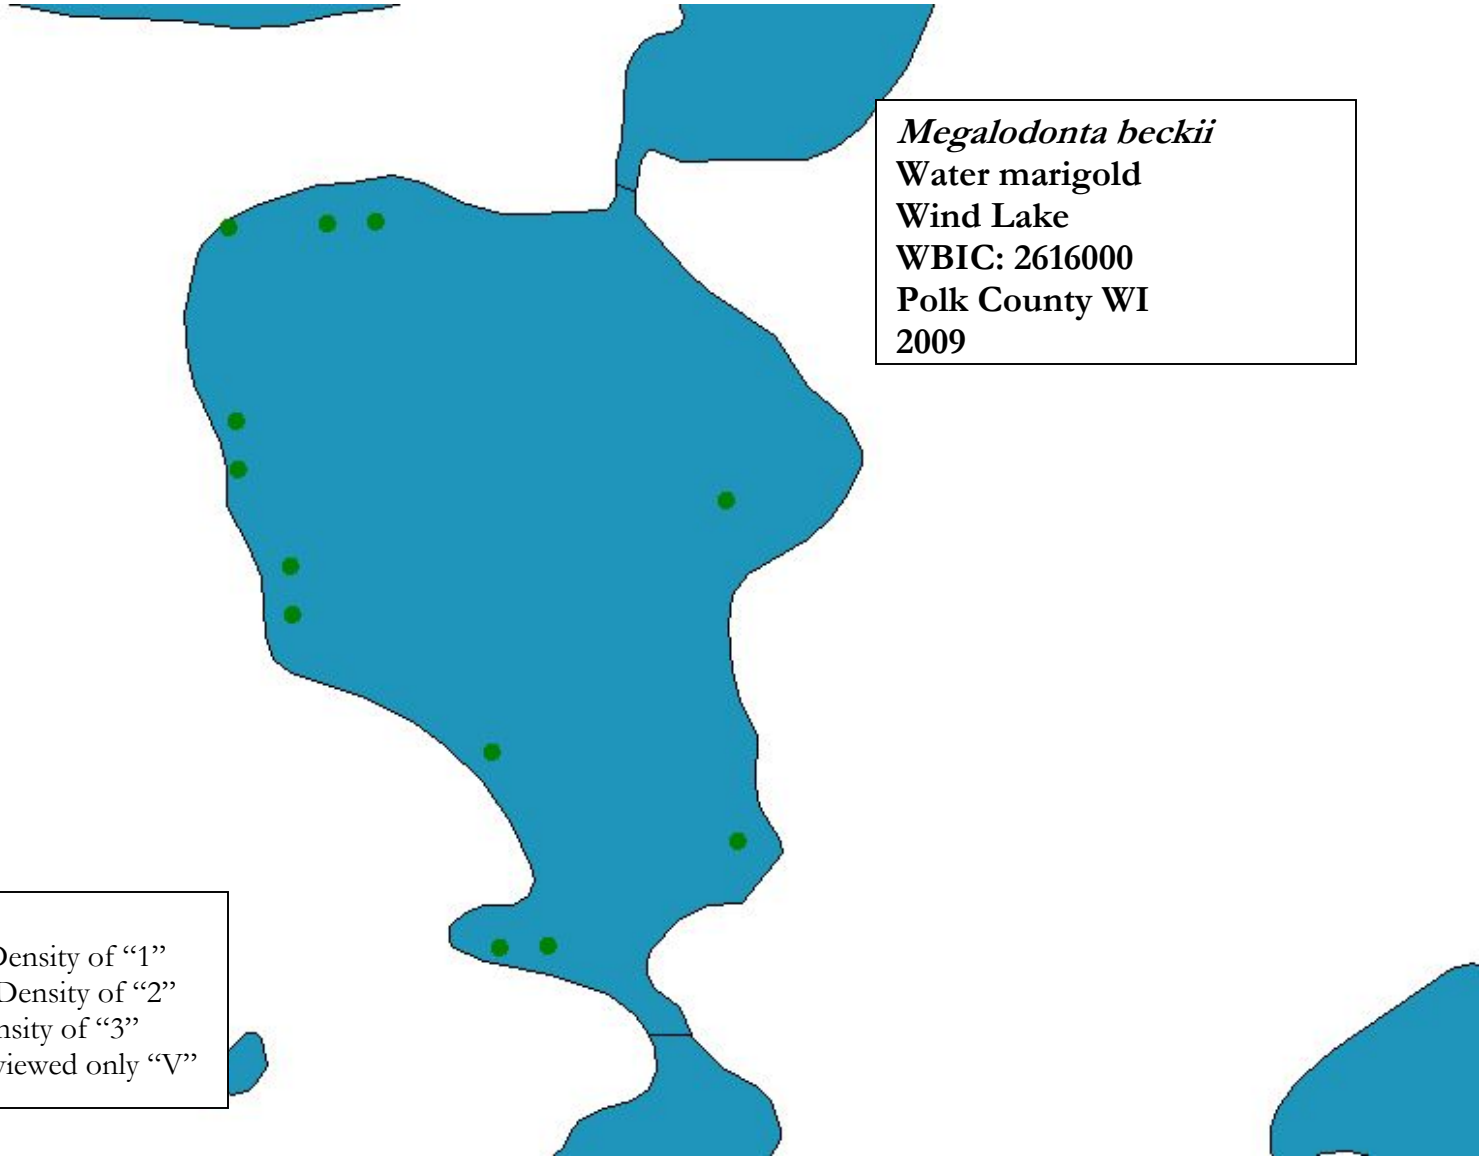 Megalodonta beckii
Water marigold
Wind Lake
WBIC: 2616000
Polk County WI
2009
Density of “1”
Density of “2”
of “3”
viewed only “V”